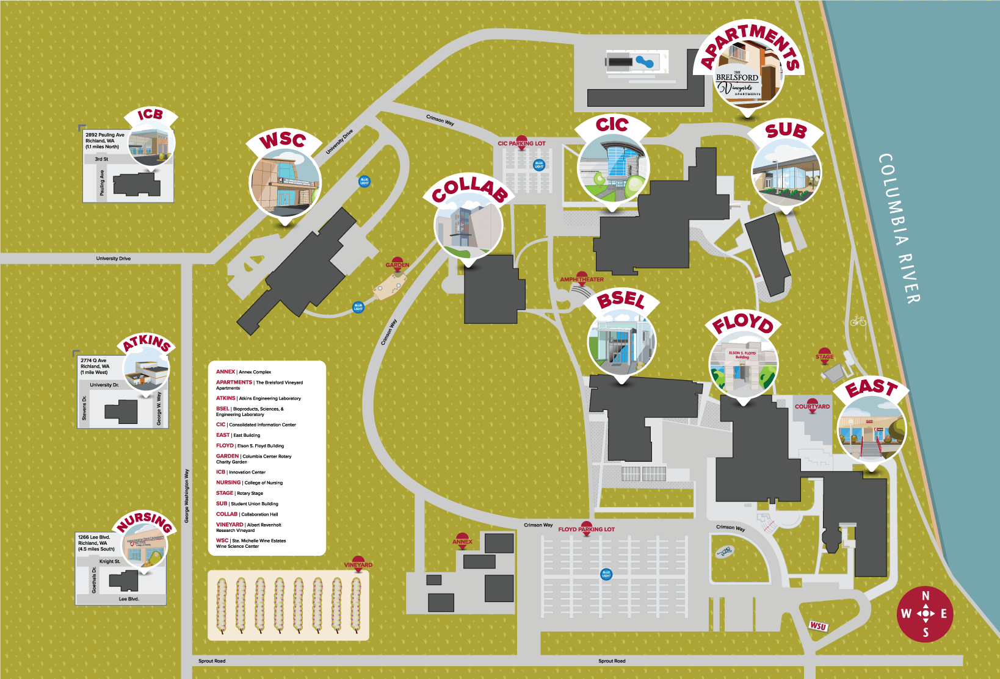 APARTMENTS
THE
BRELSFORD
Vineyards
APARTMENTS
ICB
2892 Pauling Ave
Richland, WA
(1.1 miles North)
3rd St
Pauling Ave
WSC
University Drive
BLUE
LIGHT
Crimson Way
CIC PARKING LOT
BLUE
LIGHT
CIC
SUB
COLUMBIA RIVER
COLLAB
University Drive
GARDEN
BLUE
LIGHT
AMPHITHEATER
BSEL
FLOYD
ELSON S. FLOYD
Building
Crimson Way
ATKINS
2774 Q Ave
Richland, WA
(1 mile West)
University Dr.
Stevens Dr.
George W. Way
STAGE
EAST
COURTYARD
ANNEX | Annex Complex
APARTMENTS | The Brelsford Vineyard
Apartments
ATKINS | Atkins Engineering Laboratory
BSEL | Bioproducts, Sciences, &
Engineering Laboratory
CIC | Consolidated Information Center
EAST | East Building
FLOYD | Elson S. Floyd Building
GARDEN | Columbia Center Rotary
Charity Garden
ICB | Innovation Center
NURSING | College of Nursing
STAGE | Rotary Stage
SUB | Student Union Building
COLLAB | Collaboration Hall
VINEYARD | Albert Ravenholt
Research Vineyard
WSC | Ste. Michelle Wine Estates
Wine Science Center
George Washington Way
NURSING
1266 Lee Blvd.
Richland, WA
(4.5 miles South)
Knight St.
Goethals Dr.
Lee Blvd.
VINEYARD
ANNEX
Crimson Way
FLOYD PARKING LOT
Crimson Way
BLUE
LIGHT
WSU
N
W E
S
Sprout Road
Sprout Road